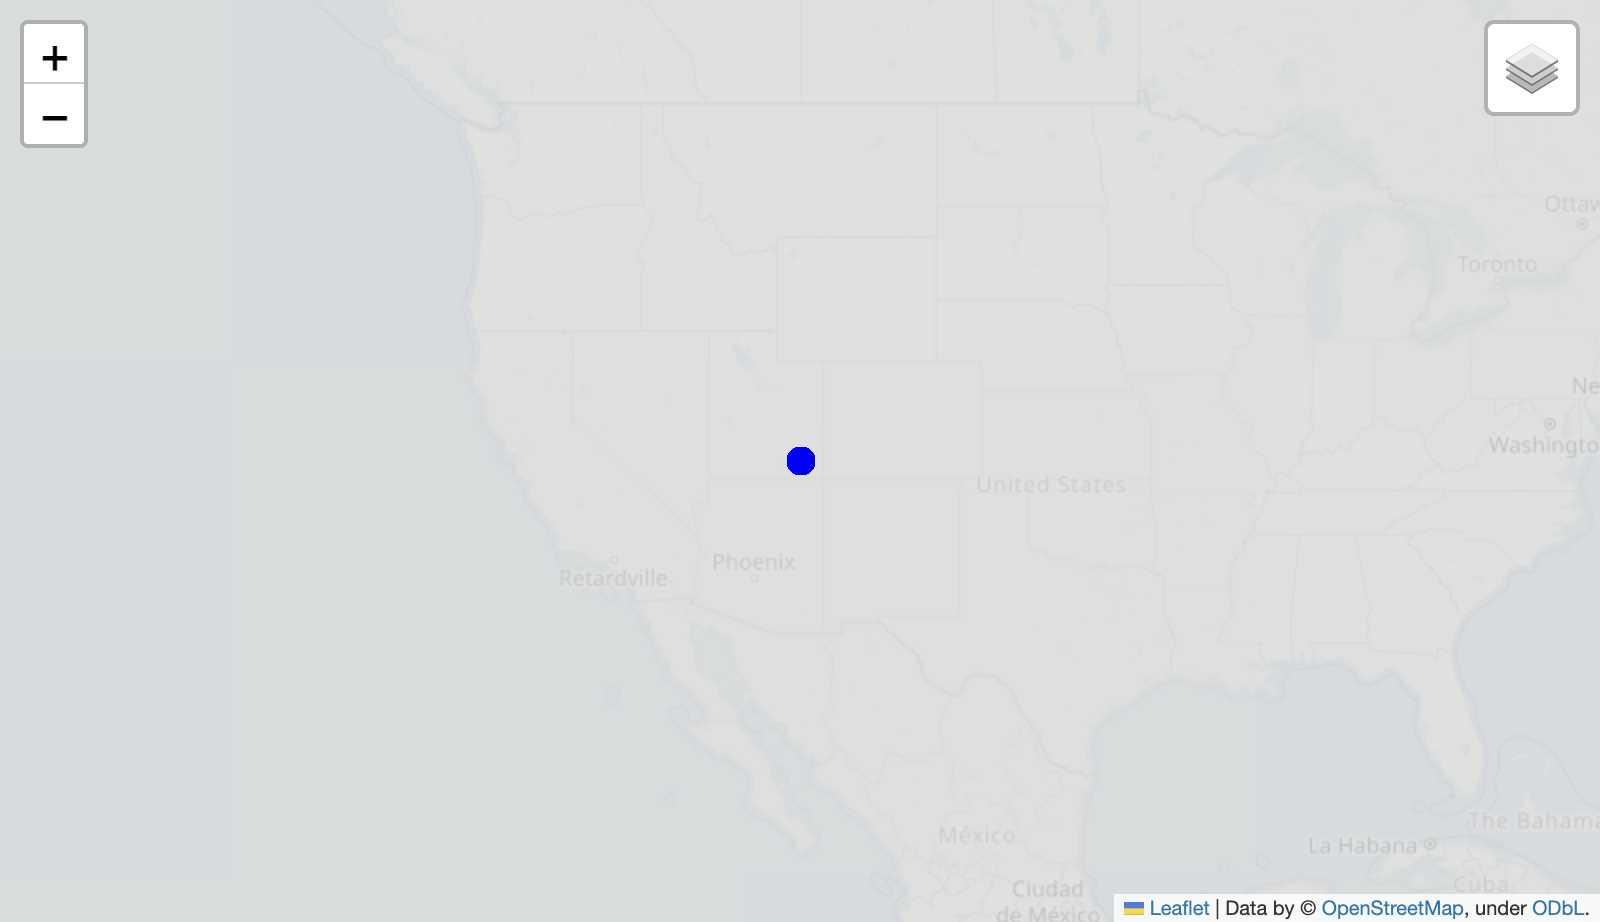 +
−
Ottaw
Toronto
Ne
Washingto
United States
Phoenix
Retardville
México
The Bahama
La Habana
Cuba
Ciudad
de México
Leaflet | Data by © OpenStreetMap, under ODbL.